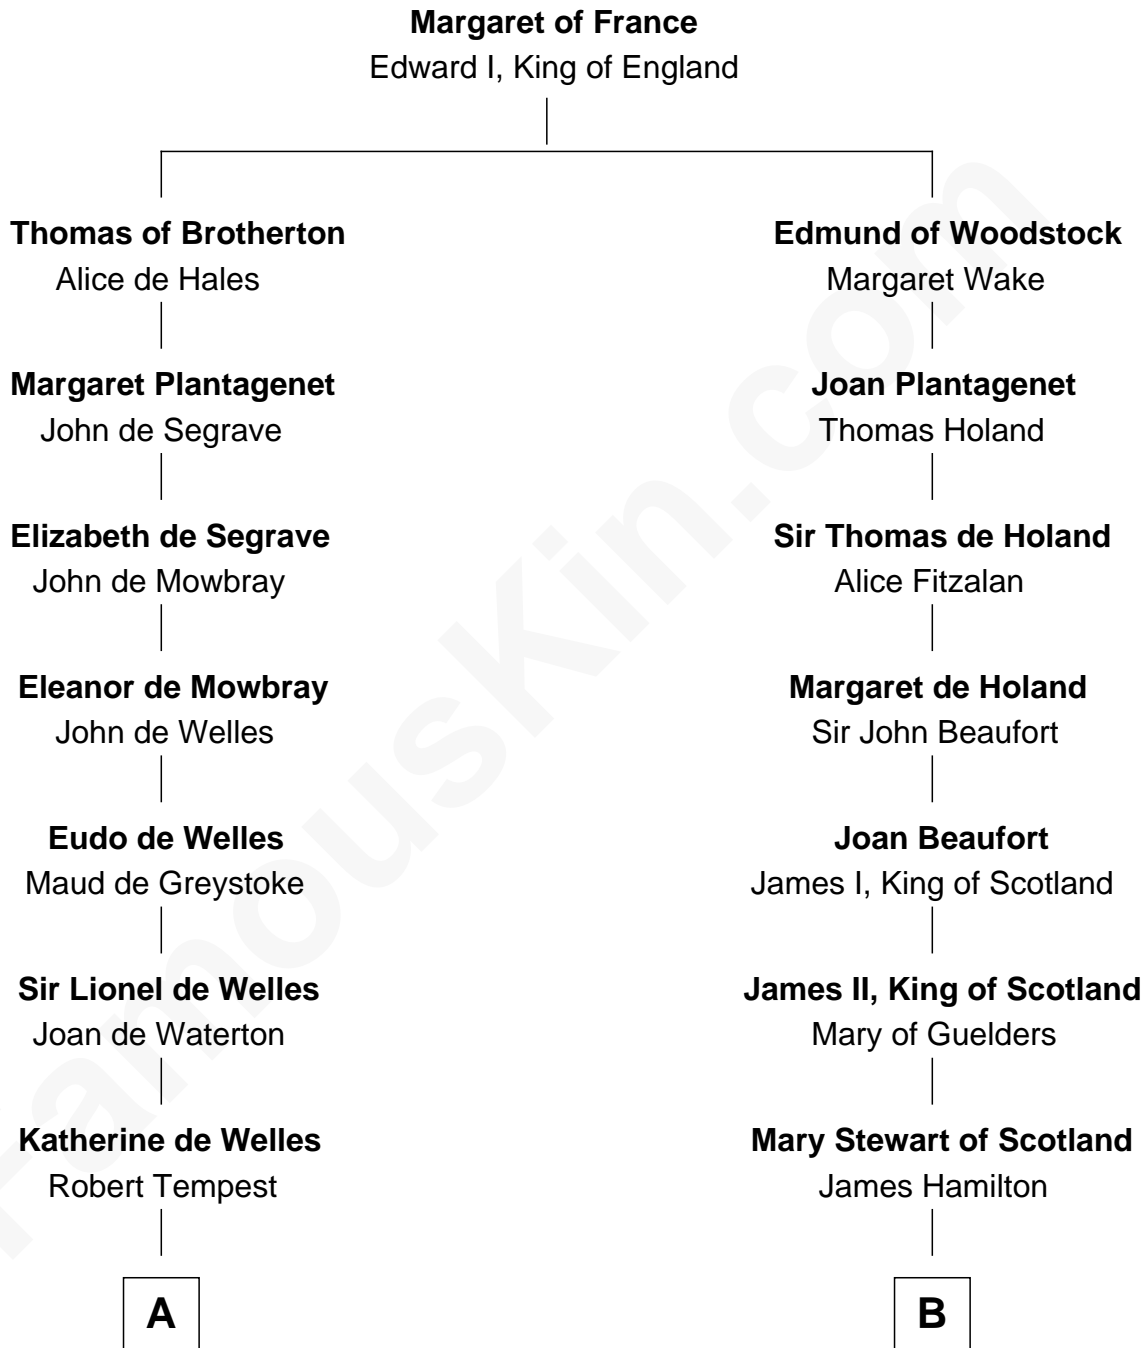 Margaret of France
Edward I, King of England
Thomas of Brotherton
Alice de Hales
Edmund of Woodstock
Margaret Wake
Margaret Plantagenet
John de Segrave
Joan Plantagenet
Thomas Holand
Elizabeth de Segrave
John de Mowbray
Sir Thomas de Holand
Alice Fitzalan
Eleanor de Mowbray
John de Welles
Margaret de Holand
Sir John Beaufort
Eudo de Welles
Maud de Greystoke
Joan Beaufort
James I, King of Scotland
Sir Lionel de Welles
Joan de Waterton
James II, King of Scotland
Mary of Guelders
Katherine de Welles
Robert Tempest
Mary Stewart of Scotland
James Hamilton
A
B
FamousKin.com